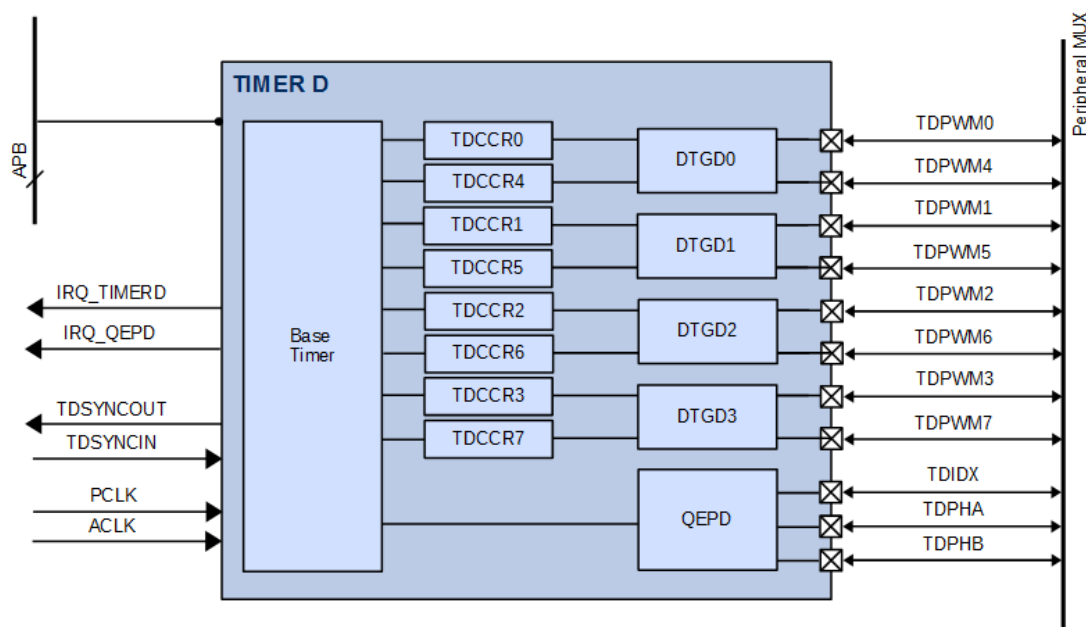 TIMER D
APB
Peripheral MUX
TDCCR0
TDCCR4
TDCCR1
TDCCR5
TDCCR2
TDCCR6
TDCCR3
TDCCR7
Base
Timer
DTGD0
DTGD1
DTGD2
DTGD3
QEPD
TDPWM0
TDPWM4
TDPWM1
TDPWM5
TDPWM2
TDPWM6
TDPWM3
TDPWM7
TDIDX
TDPHA
TDPHB
IRQ_TIMERD
IRQ_QEPD
TDSYNCOUT
TDSYNCIN
PCLK
ACLK